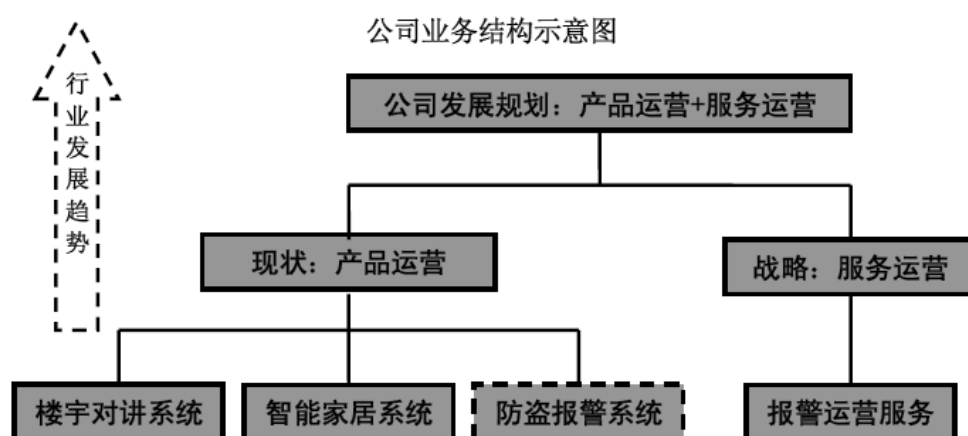 公司业务结构示意图
行业发展趋势
公司发展规划：产品运营+服务运营
现状：产品运营
战略：服务运营
楼宇对讲系统
智能家居系统
防盗报警系统
报警运营服务